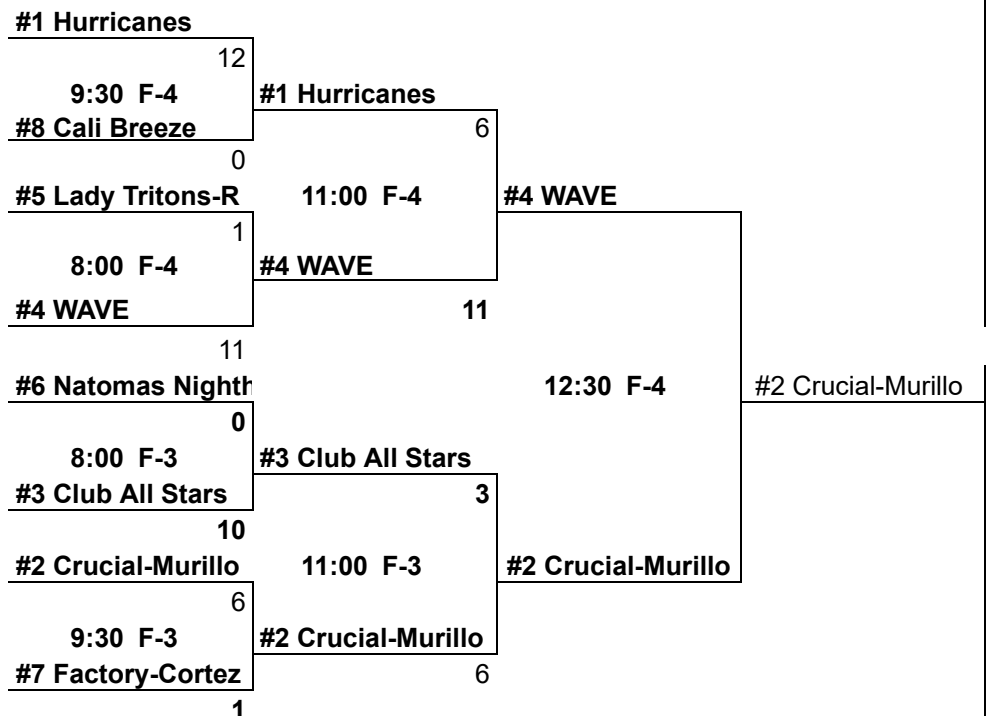 #1 Hurricanes
12
9:30 F-4
#1 Hurricanes
#8 Cali Breeze
6
0
#5 Lady Tritons-R
11:00 F-4
#4 WAVE
1
8:00 F-4
#4 WAVE
#4 WAVE
11
11
#6 Natomas Nighth
12:30 F-4
#2 Crucial-Murillo
0
8:00 F-3
#3 Club All Stars
#3 Club All Stars
3
10
#2 Crucial-Murillo
11:00 F-3
#2 Crucial-Murillo
6
9:30 F-3
#2 Crucial-Murillo
#7 Factory-Cortez
6
1